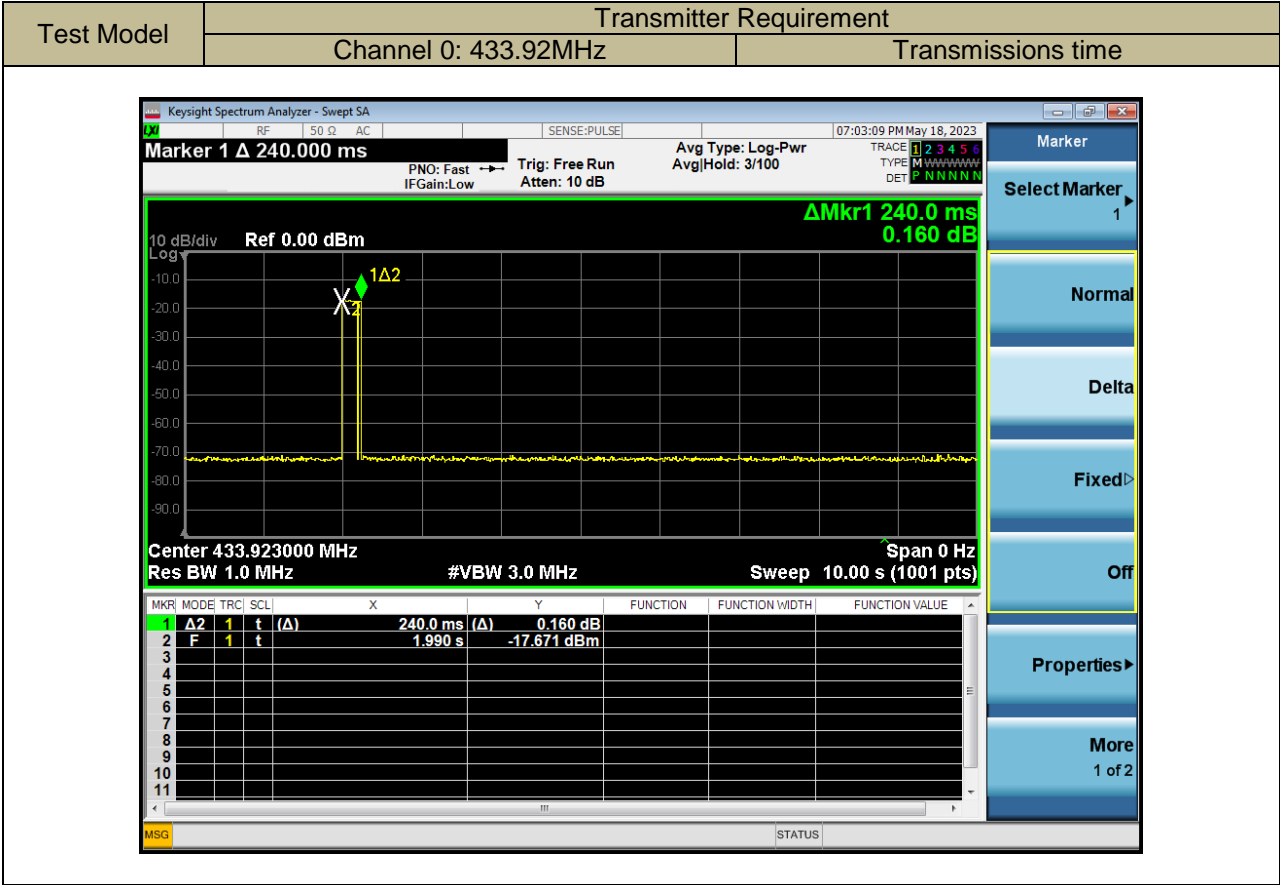 Test Model
Transmitter Requirement
Channel 0: 433.92MHz
Transmissions time
Keysight Spectrum Analyzer - Swept SA
LXI
RF
50 Ω AC
SENSE:PULSE
07:03:09 PM May 18, 2023
Marker 1 Δ 240.000 ms
PNO: Fast
IFGain:Low
Trig: Free Run
Atten: 10 dB
Avg Type: Log-Pwr
Avg|Hold: 3/100
TRACE 1 2 3 4 5 6
TYPE M WWWWW
DET P N N N N N
ΔMkr1 240.0 ms
0.160 dB
10 dB/div Ref 0.00 dBm
Log
-10.0
-20.0
-30.0
-40.0
-50.0
-60.0
-70.0
-80.0
-90.0
1Δ2
X2
Center 433.923000 MHz
Span 0 Hz
Res BW 1.0 MHz
#VBW 3.0 MHz
Sweep 10.00 s (1001 pts)
MKR MODE TRC SCL X Y FUNCTION FUNCTION WIDTH FUNCTION VALUE
1 Δ2 1 t (Δ) 240.0 ms (Δ) 0.160 dB
2 F 1 t 1.990 s -17.671 dBm
3
4
5
6
7
8
9
10
11
MSG
STATUS
Marker
Select Marker
1
Normal
Delta
Fixed
Off
Properties
More
1 of 2